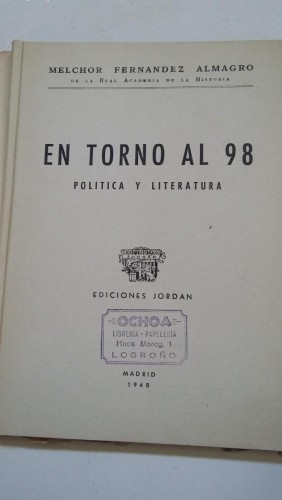 MELCHOR FERNANDEZ ALMAGRO
DE LA REAL ACADEMIA DE LA HISTORIA
EN TORNO AL 98
POLITICA Y LITERATURA
EDICIONES JORDAN
OCHOA
LIBRERIA - PAPELERIA
LOGROÑO
MADRID
1948